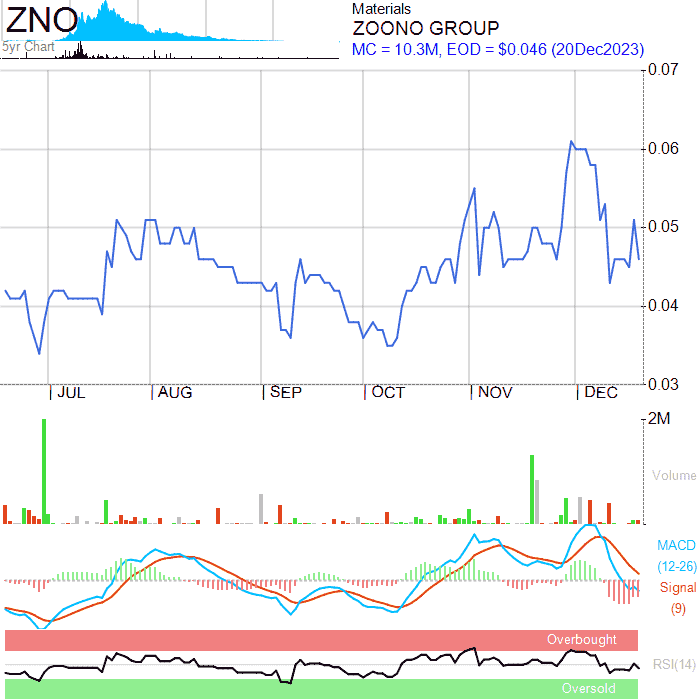 ZNO
5yr Chart
Materials
ZOONO GROUP
MC = 10.3M, EOD = $0.046 (20Dec2023)
0.07
0.06
0.05
0.04
0.03
JUL AUG SEP OCT NOV DEC
2M
Volume
MACD
(12-26)
Signal
(9)
Overbought
RSI(14)
Oversold